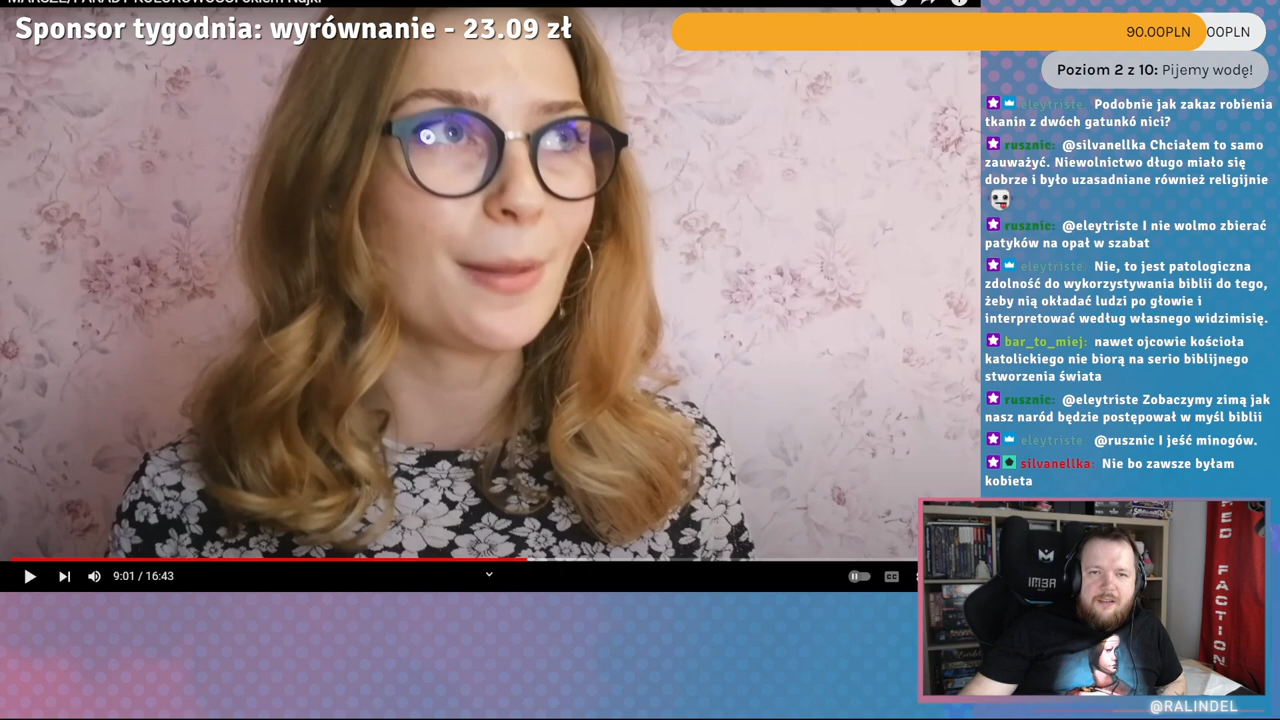 Sponsor tygodnia: wyrównanie - 23.09 zł
90.00PLN
00PLN
Poziom 2 z 10: Pijemy wodę!
eleytriste: Podobnie jak zakaz robienia
tkanin z dwóch gatunkó nici?
rusznic: @silvanellka Chciałem to samo
zauważyć. Niewolnictwo długo miało się
dobrze i było uzasadniane również religijnie
rusznic: @eleytriste I nie wolmo zbierać
patyków na opał w szabat
eleytriste: Nie, to jest patologiczna
zdolność do wykorzystywania biblii do tego,
żeby nią okładać ludzi po głowie i
interpretować według własnego widzimisię.
bar_to_miej: nawet ojcowie kościoła
katolickiego nie biorą na serio biblijnego
stworzenia świata
rusznic: @eleytriste Zobaczymy zimą jak
nasz naród będzie postępował w myśl biblii
eleytriste: @rusznic I jeść minogów.
silvanellka: Nie bo zawsze byłam
kobieta
9:01 / 16:43
CC
FACTION
@RALINDEL